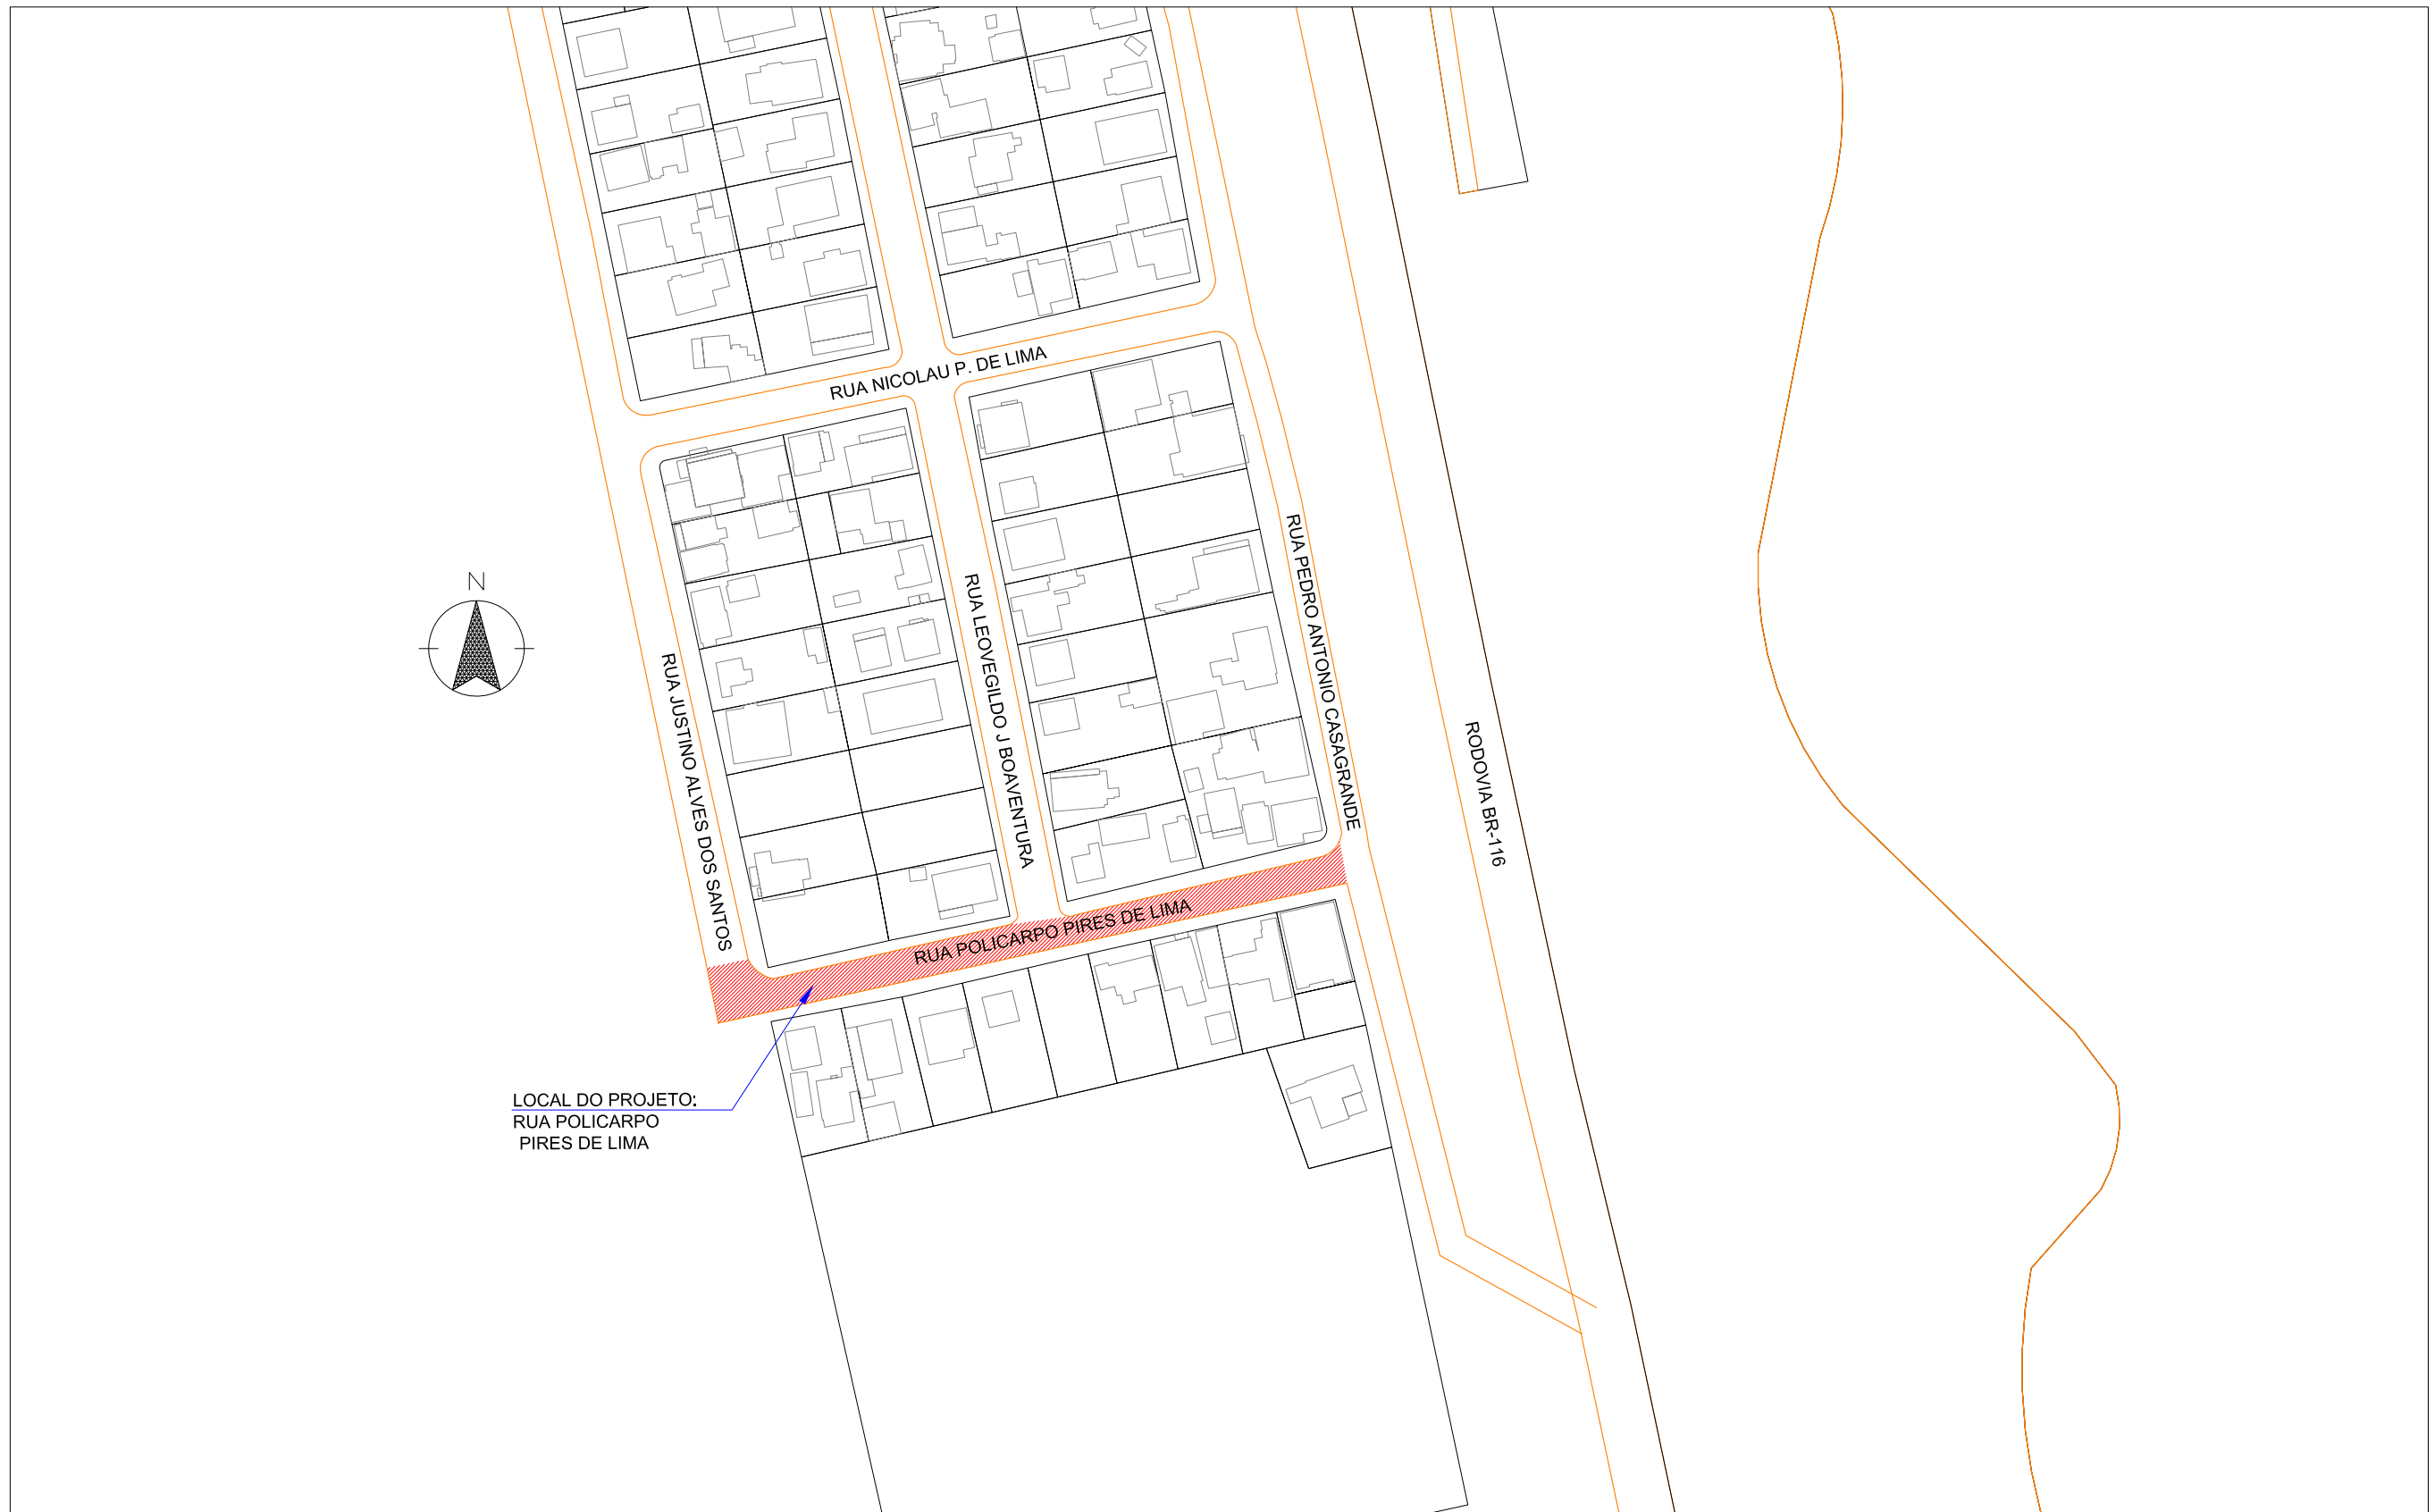 RUA NICOLAU P. DE LIMA
N
RUA PEDRO ANTONIO CASAGRANDE
RUA LEOVEGILDO J BOAVENTURA
RUA JUSTINO ALVES DOS SANTOS
RODOVIA BR-116
RUA POLICARPO PIRES DE LIMA
LOCAL DO PROJETO:
RUA POLICARPO
PIRES DE LIMA